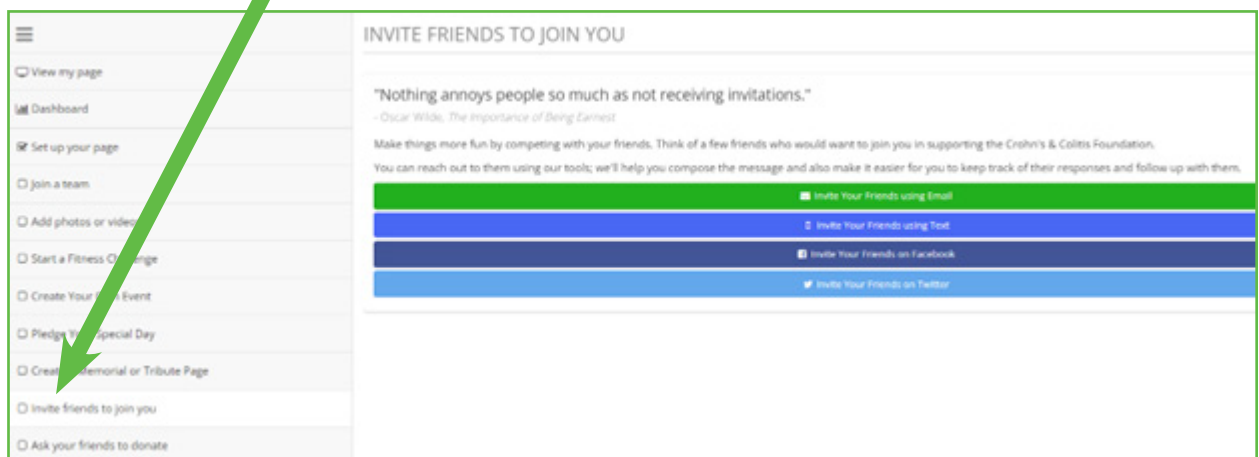 View my page
Dashboard
Set up your page
Join a team
Add photos or video
Start a Fitness Ch enge
Create Your Event
Pledge Yo Special Day
Creat emorial or Tribute Page
Invite friends to join you
Ask your friends to donate
INVITE FRIENDS TO JOIN YOU
"Nothing annoys people so much as not receiving invitations."
- Oscar Wilde, The Importance of Being Earnest
Make things more fun by competing with your friends. Think of a few friends who would want to join you in supporting the Crohn's & Colitis Foundation.
You can reach out to them using our tools; we'll help you compose the message and also make it easier for you to keep track of their responses and follow up with them.
Invite Your Friends using Email
Invite Your Friends using Text
Invite Your Friends on Facebook
Invite Your Friends on Twitter